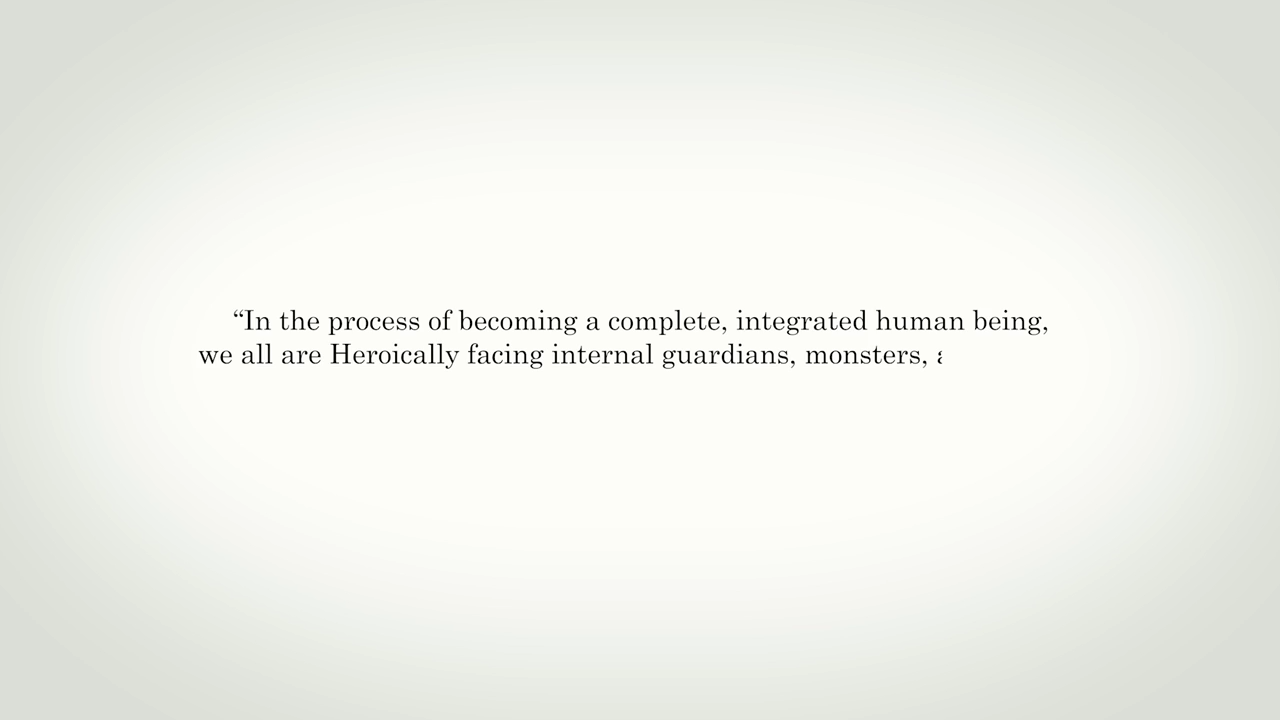 “In the process of becoming a complete, integrated human being,
we all are Heroically facing internal guardians, monsters,